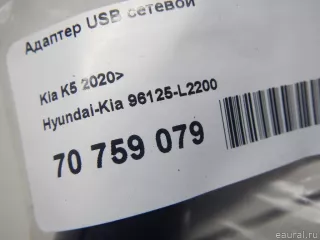 Адаптер USB сетевой
Kia K5 2020>
Hyundai-Kia 96125-L2200
70 759 079
© eaural.ru